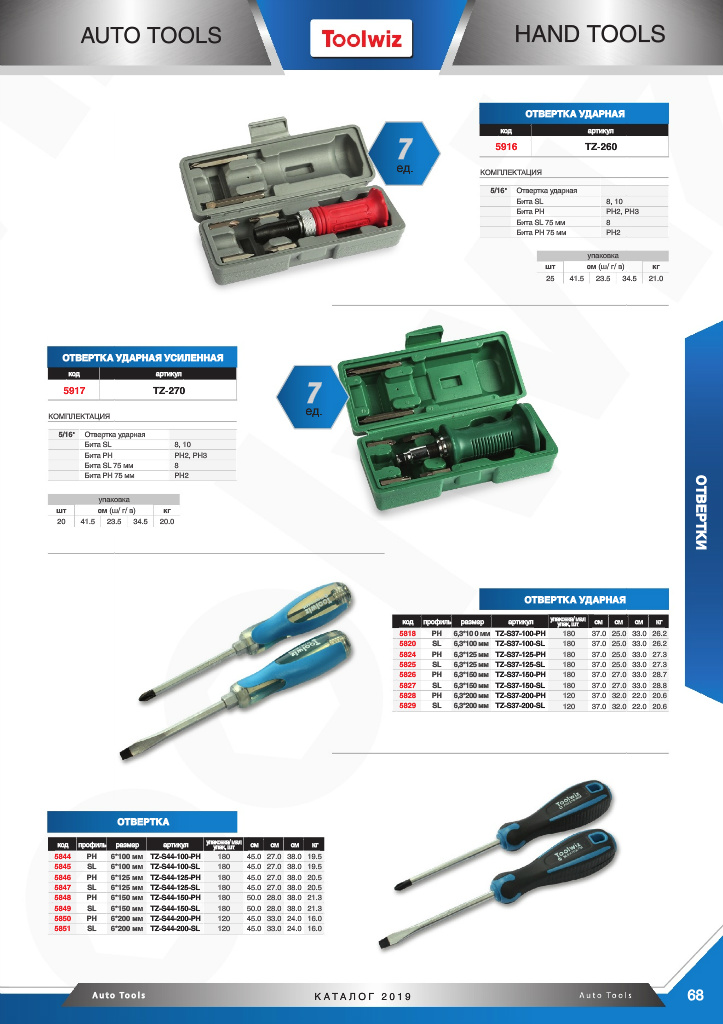 AUTO TOOLS
Toolwiz
HAND TOOLS
ОТВЕРТКА УДАРНАЯ
код артикул
5916 TZ-260
КОМПЛЕКТАЦИЯ
5/16" Отвертка ударная
Бита SL 8, 10
Бита PH PH2, PH3
Бита SL 75 мм 8
Бита PH 75 мм PH2
упаковка
шт см (ш/ г/ в) кг
25 41.5 23.5 34.5 21.0
7
ед.
ОТВЕРТКА УДАРНАЯ УСИЛЕННАЯ
код артикул
5917 TZ-270
КОМПЛЕКТАЦИЯ
5/16" Отвертка ударная
Бита SL 8, 10
Бита PH PH2, PH3
Бита SL 75 мм 8
Бита PH 75 мм PH2
упаковка
шт см (ш/ г/ в) кг
20 41.5 23.5 34.5 20.0
7
ед.
ОТВЕРТКИ
Toolwiz
Toolwiz
ОТВЕРТКА УДАРНАЯ
код профиль размер артикул упаковка/ мал упак, шт см см см кг
5818 PH 6,3*10 0 мм TZ-S37-100-PH 180 37.0 25.0 33.0 26.2
5820 SL 6,3*100 мм TZ-S37-100-SL 180 37.0 25.0 33.0 26.2
5824 PH 6,3*125 мм TZ-S37-125-PH 180 37.0 25.0 33.0 27.3
5825 SL 6,3*125 мм TZ-S37-125-SL 180 37.0 25.0 33.0 27.3
5826 PH 6,3*150 мм TZ-S37-150-PH 180 37.0 27.0 33.0 28.7
5827 SL 6,3*150 мм TZ-S37-150-SL 180 37.0 27.0 33.0 28.8
5828 PH 6,3*200 мм TZ-S37-200-PH 120 37.0 32.0 22.0 20.6
5829 SL 6,3*200 мм TZ-S37-200-SL 120 37.0 32.0 22.0 20.6
ОТВЕРТКА
код профиль размер артикул упаковка/ мал упак, шт см см см кг
5844 PH 6*100 мм TZ-S44-100-PH 180 45.0 27.0 38.0 19.5
5845 SL 6*100 мм TZ-S44-100-SL 180 45.0 27.0 38.0 19.5
5846 PH 6*125 мм TZ-S44-125-PH 180 45.0 27.0 38.0 20.5
5847 SL 6*125 мм TZ-S44-125-SL 180 45.0 27.0 38.0 20.5
5848 PH 6*150 мм TZ-S44-150-PH 180 50.0 28.0 38.0 21.3
5849 SL 6*150 мм TZ-S44-150-SL 180 50.0 28.0 38.0 21.3
5850 PH 6*200 мм TZ-S44-200-PH 120 45.0 33.0 24.0 16.0
5851 SL 6*200 мм TZ-S44-200-SL 120 45.0 33.0 24.0 16.0
Toolwiz
Toolwiz
Auto Tools
КАТАЛОГ 2019
Auto Tools
68